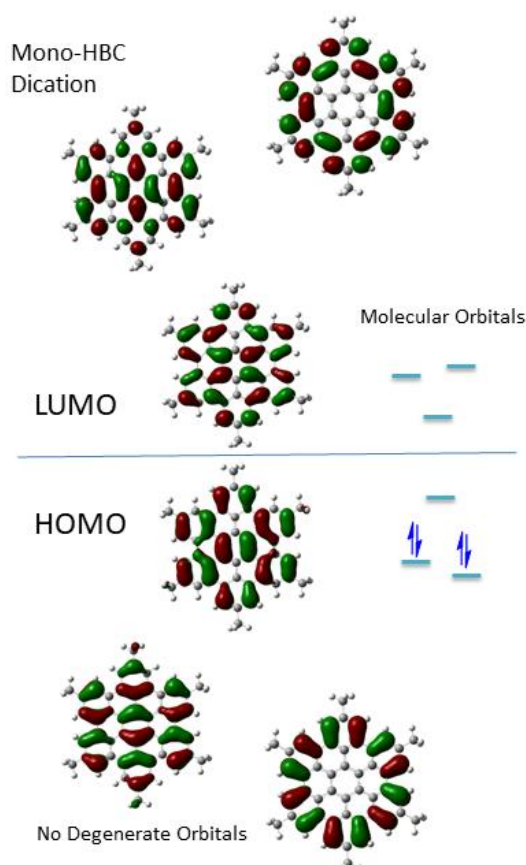 Mono-HBC
Dication
Molecular Orbitals
LUMO
HOMO
No Degenerate Orbitals